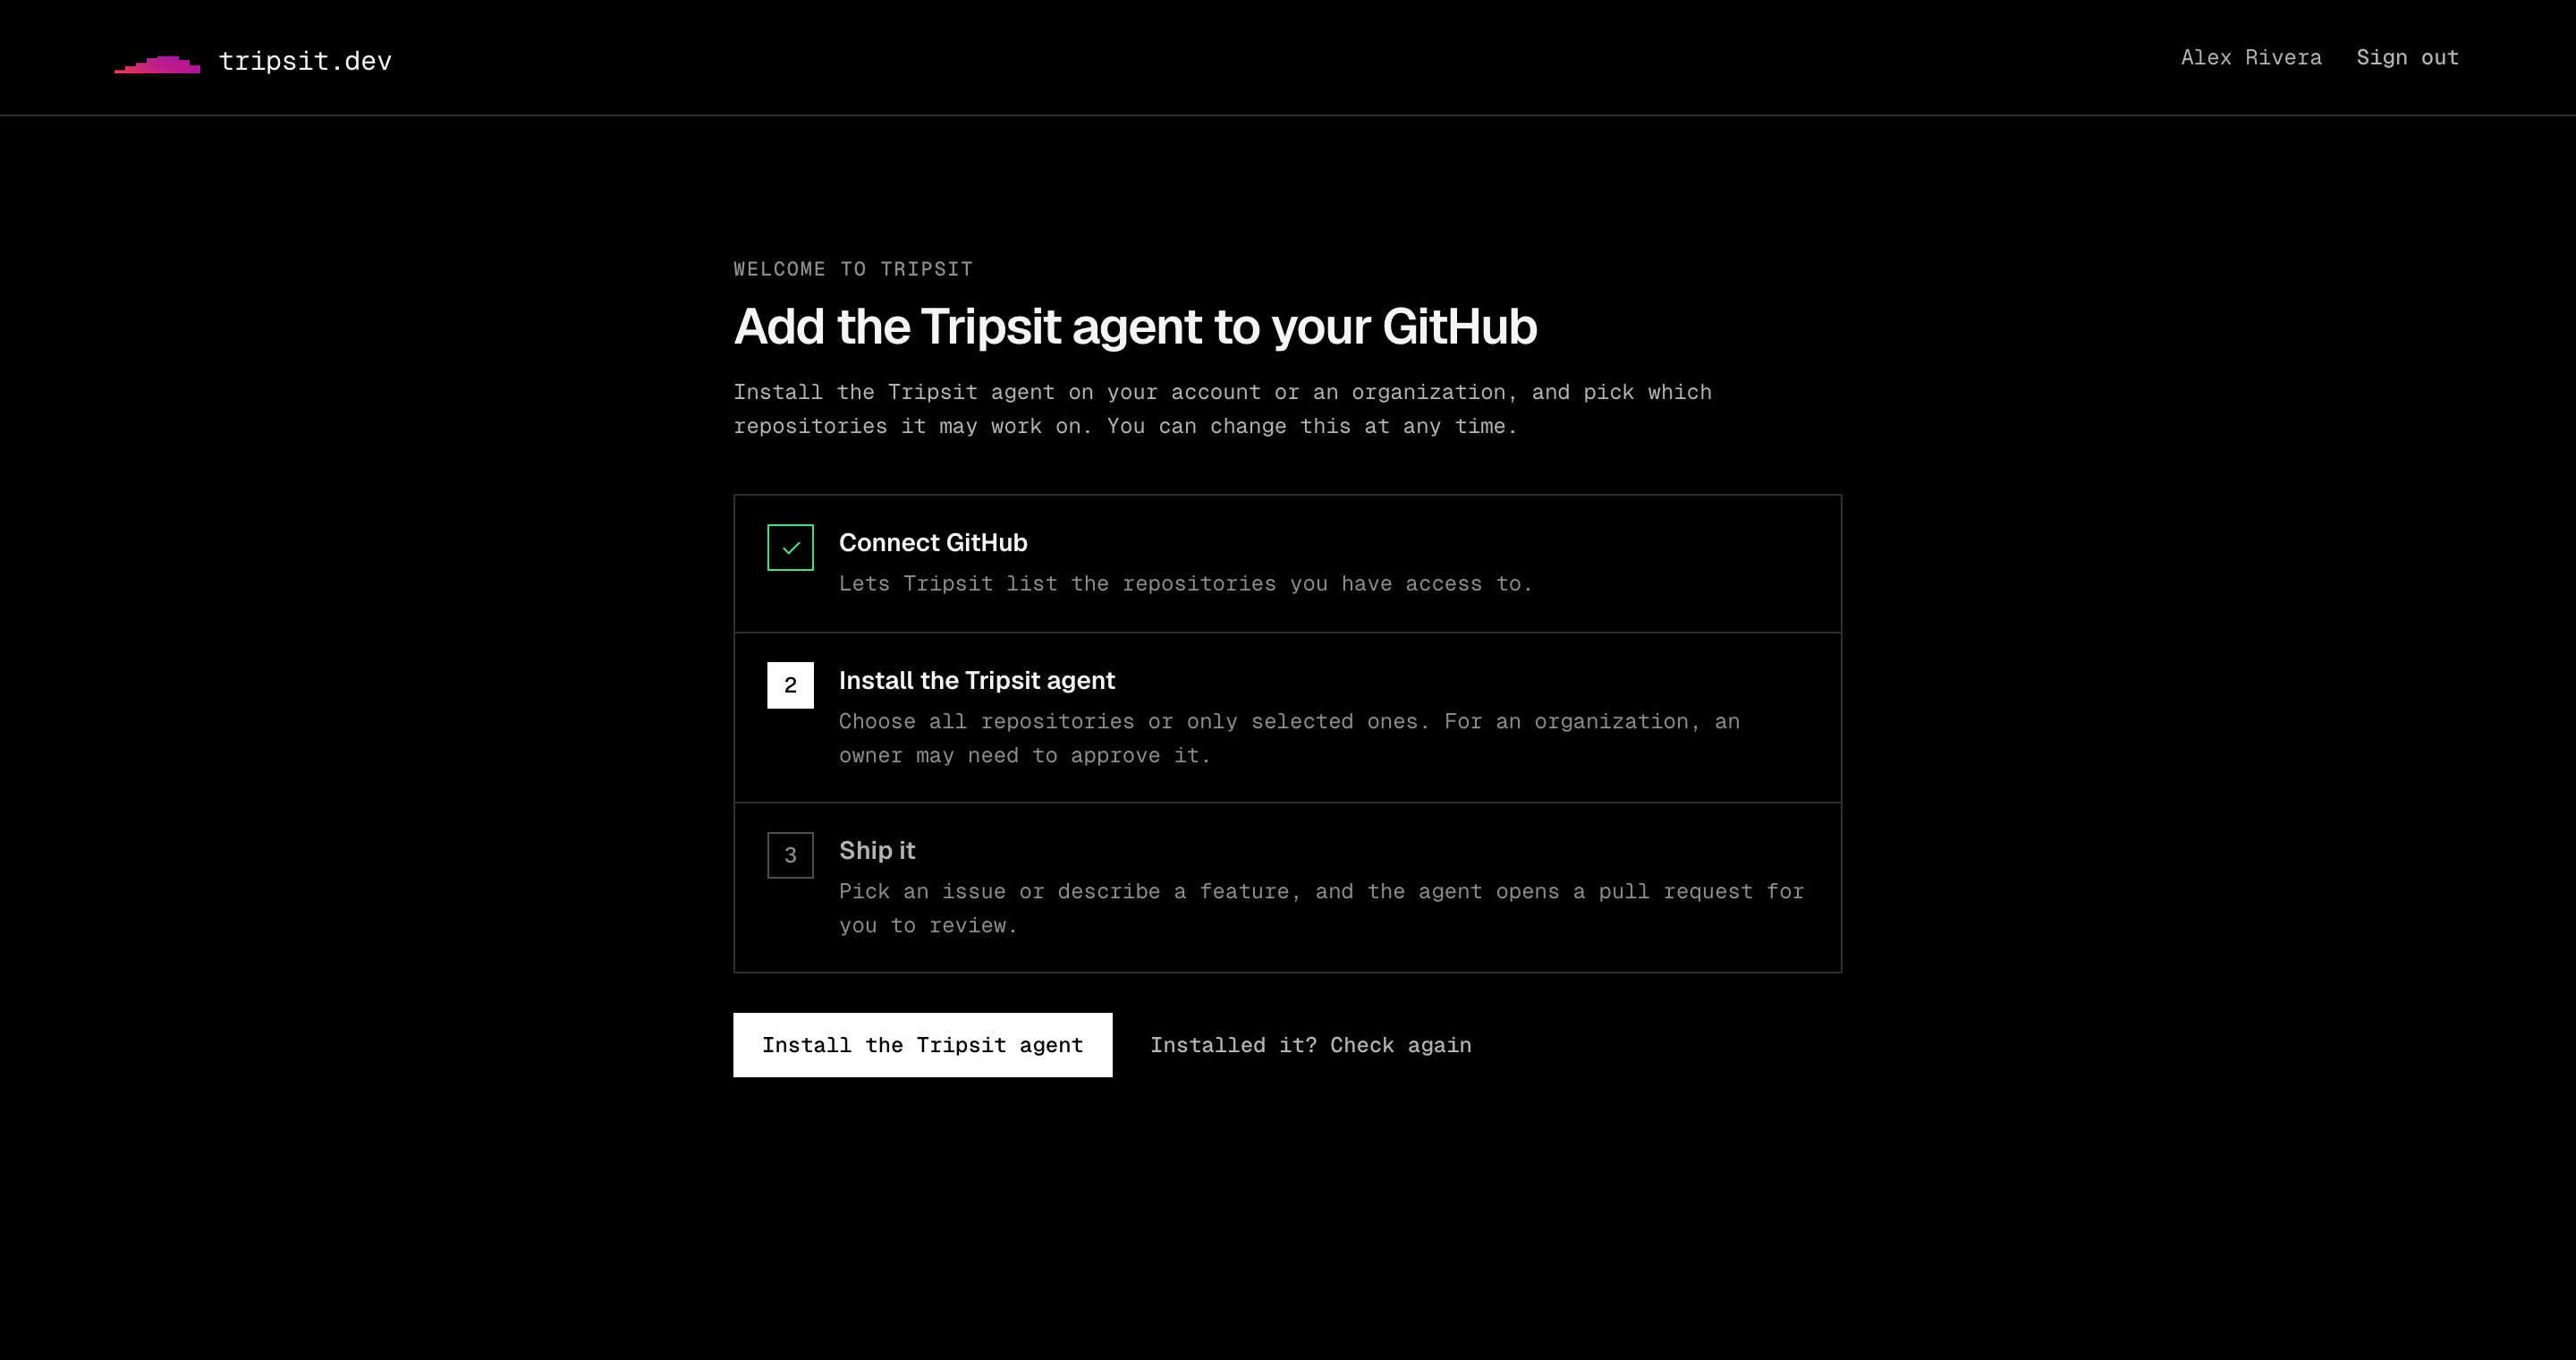 tripsit.dev
Alex Rivera
Sign out
WELCOME TO TRIPSIT
Add the Tripsit agent to your GitHub
Install the Tripsit agent on your account or an organization, and pick which
repositories it may work on. You can change this at any time.
Connect GitHub
Lets Tripsit list the repositories you have access to.
2
Install the Tripsit agent
Choose all repositories or only selected ones. For an organization, an
owner may need to approve it.
3
Ship it
Pick an issue or describe a feature, and the agent opens a pull request for
you to review.
Install the Tripsit agent
Installed it? Check again